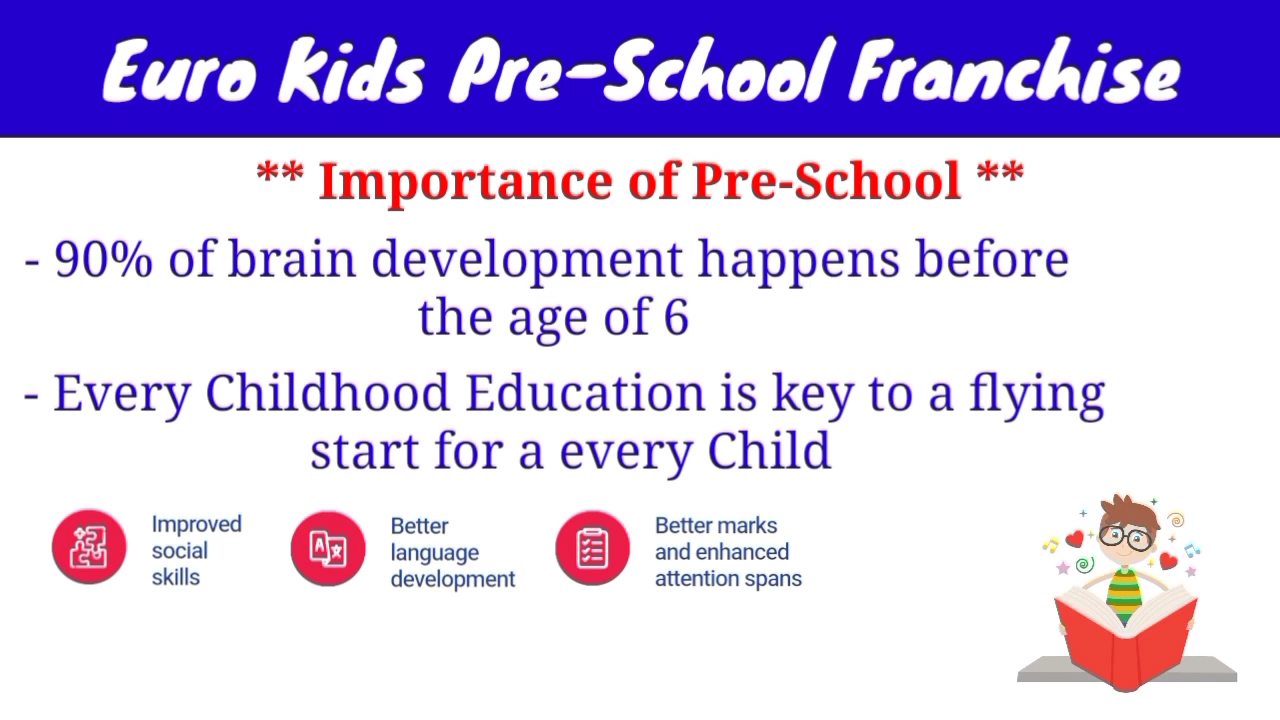 Euro Kids Pre-School Franchise
** Importance of Pre-School **
- 90% of brain development happens before
the age of 6
- Every Childhood Education is key to a flying
start for a every Child
Improved
social
skills
Better
language
development
Better marks
and enhanced
attention spans